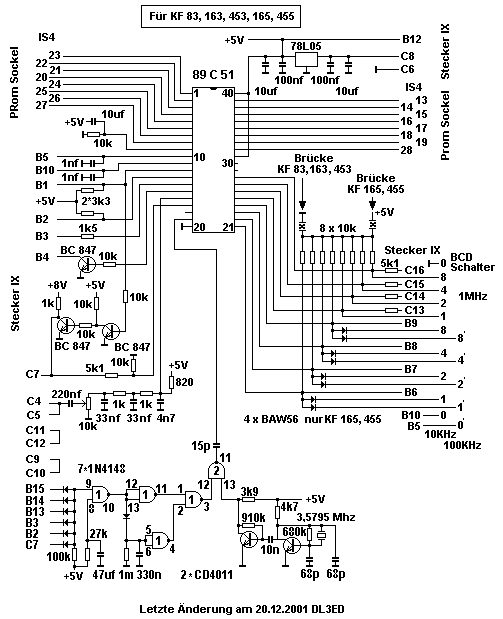 Für KF 83, 163, 453, 165, 455
+5V
B12
78L05
C8
C6
10uf
100nf
100nf
10uf
Stecker IX
IS4
PRom Sockel
23
22
21
20
24
25
26
27
89 C 51
1
40
10
30
20
21
IS4
13
14
15
16
17
18
19
28
Prom Sockel
10uf
+5V
10k
B5
1nf
B10
1nf
B1
+5V
2*3k3
B2
B3
1k5
B4
BC 847
10k
Brücke
KF 83,163, 453
Brücke
KF 165, 455
+5V
8 x 10k
Stecker IX
BCD
Schalter
5k1
0
C16
8
C15
4
C14
2
1MHz
C13
1
B9
8
8'
B8
4
4'
B7
2
2'
B6
1
1'
4 x BAW56 nur KF 165, 455
B10
0
B5
0'
10KHz
100KHz
Stecker IX
+8V
+5V
1k
10k
10k
10k
BC 847
BC 847
10k
C7
5k1
+5V
820
C4
220nf
C5
10k
1k
1k
33nf
33nf
4n7
C11
C12
C9
C10
15p
11
2
12
13
7*1N4148
B15
B14
B13
B3
B2
C7
100k
+5V
9
8
1
10
27k
47uf
12
13
1
11
1m
330n
5
6
1
4
1
2
1
3
2*CD4011
3k9
+5V
4k7
910k
10n
3,5795 Mhz
680k
68p
68p
Letzte Änderung am 20.12.2001 DL3ED